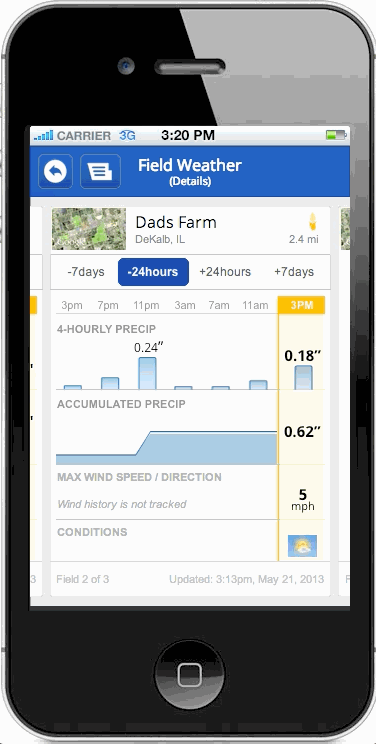 CARRIER 3G 3:20 PM
Field Weather
(Details)
Dads Farm
DeKalb, IL 2.4 mi
-7days -24hours +24hours +7days
3pm 7pm 11pm 3am 7am 11am 3PM
4-HOURLY PRECIP
0.24”
0.18”
ACCUMULATED PRECIP
0.62”
MAX WIND SPEED / DIRECTION
Wind history is not tracked
5
mph
CONDITIONS
3 Field 2 of 3 Updated: 3:13pm, May 21, 2013 F